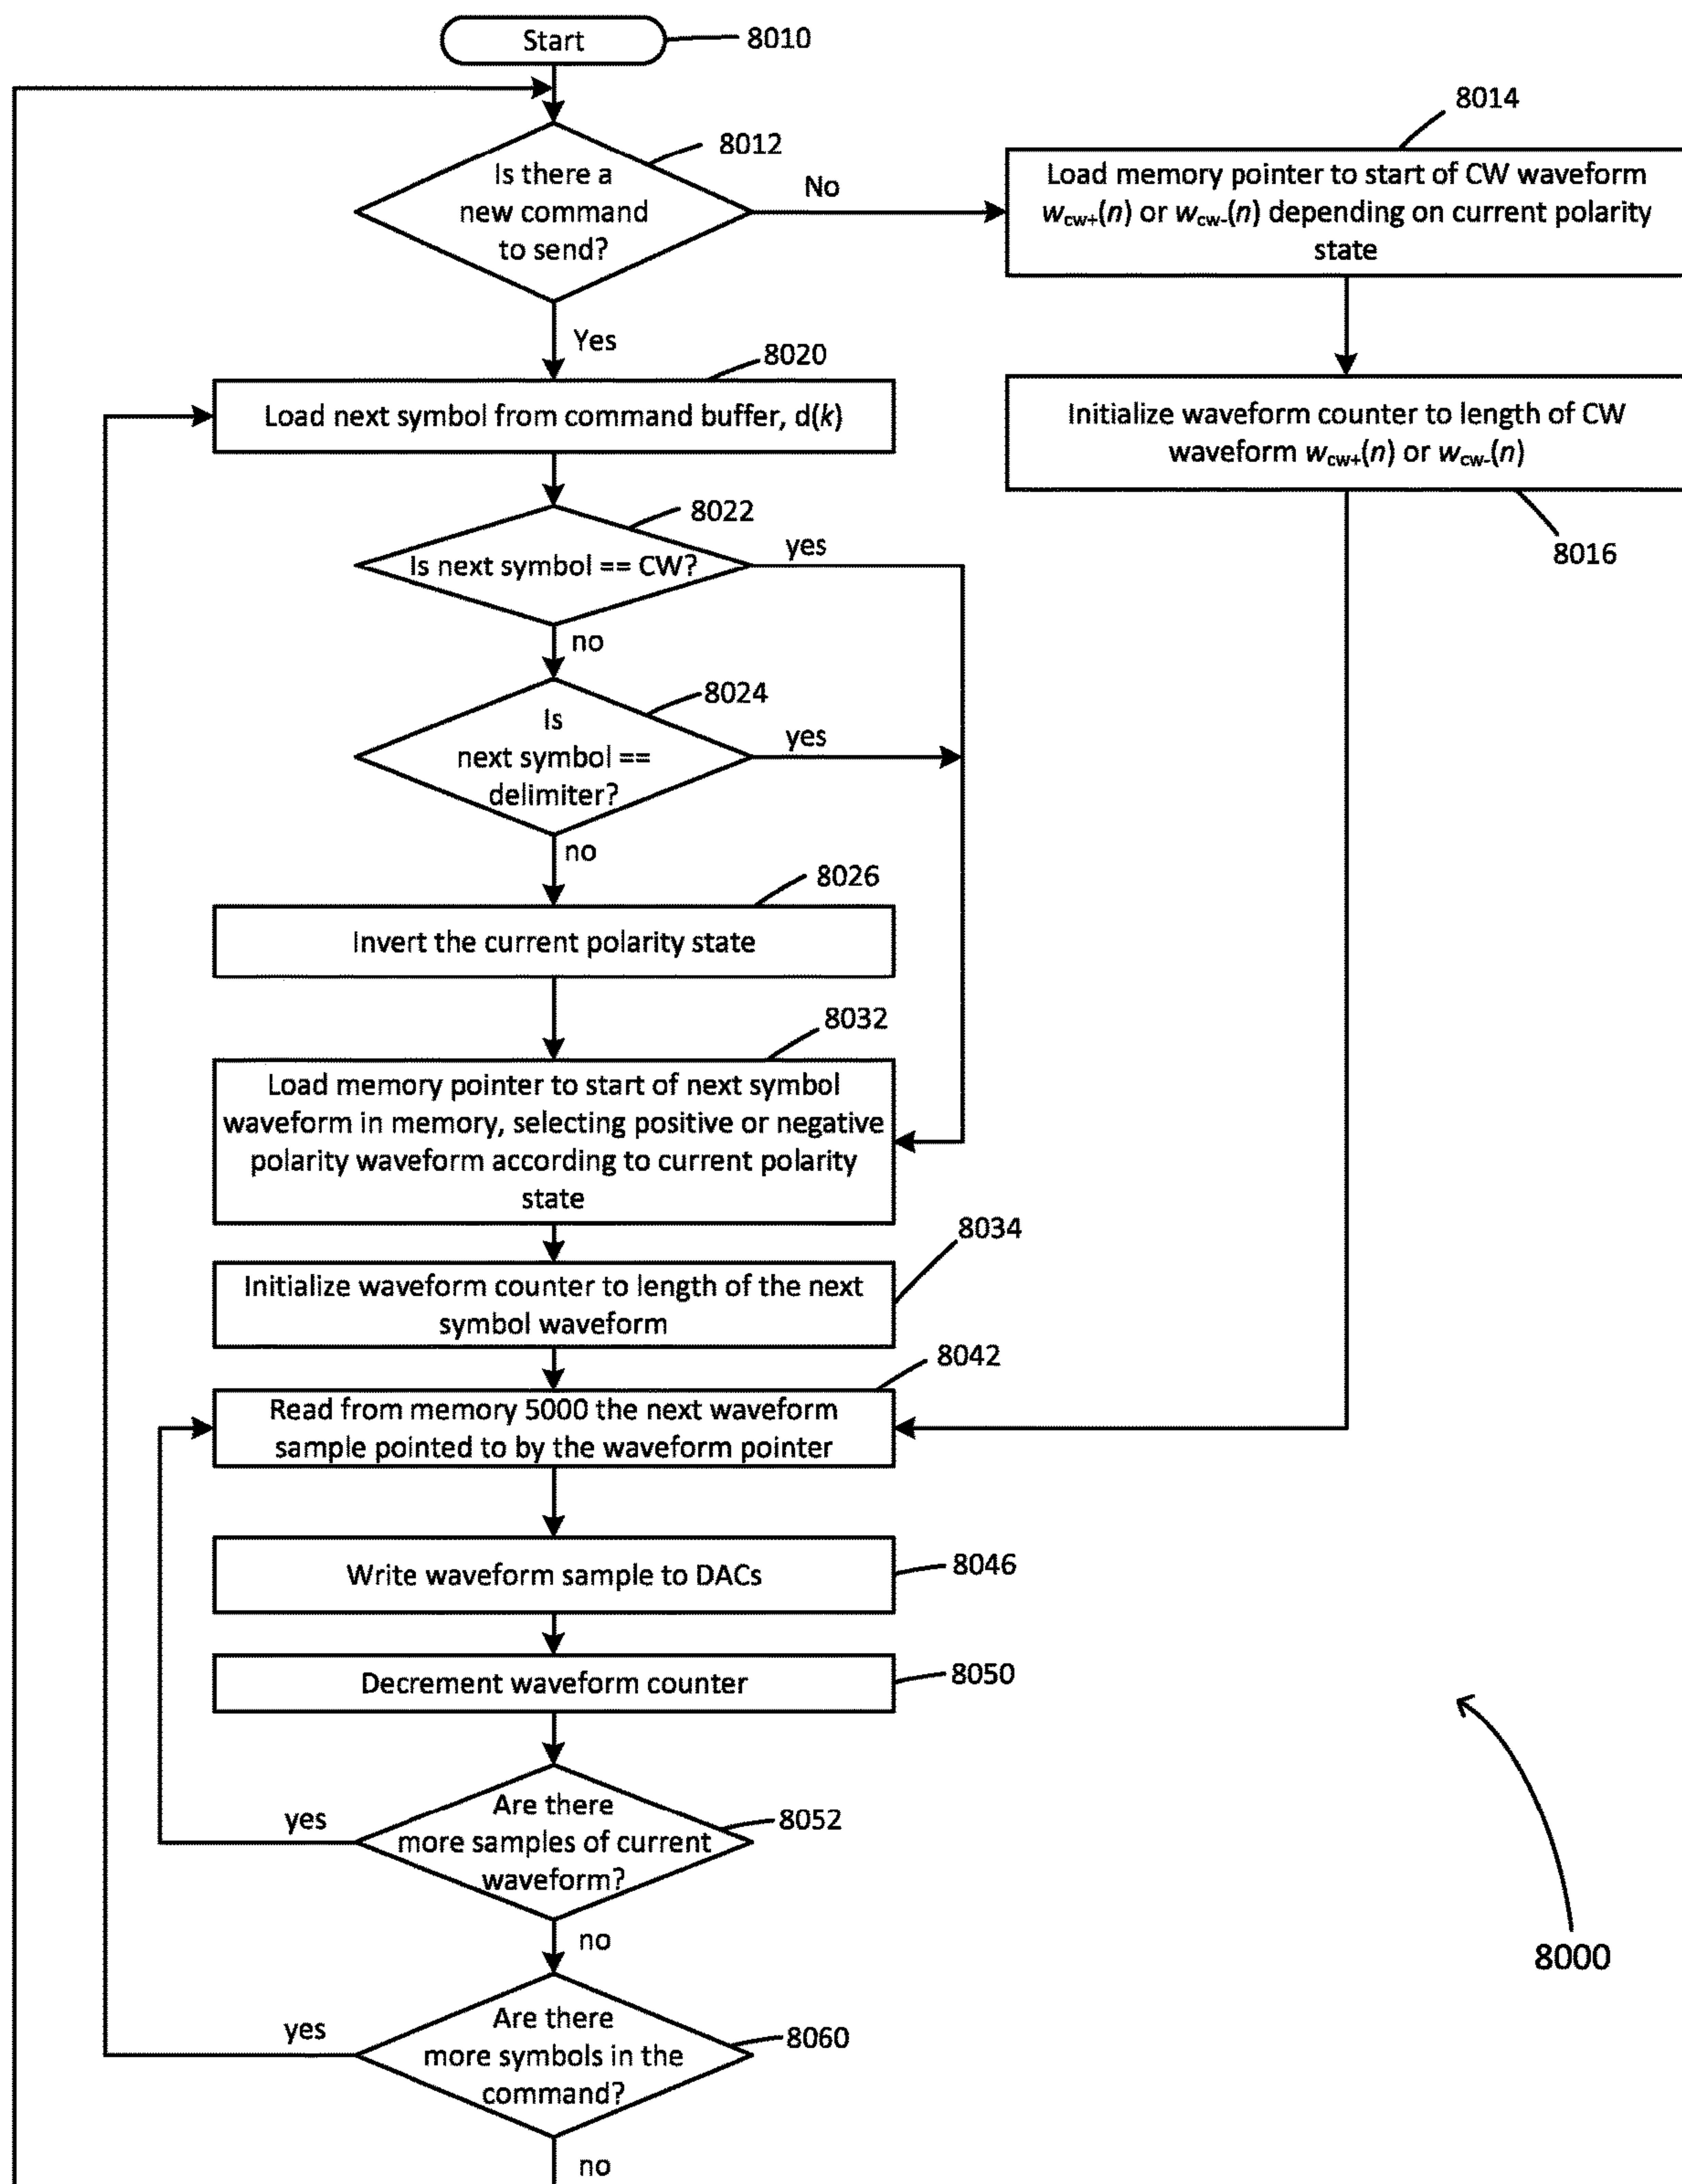 Start
8010
8012
Is there a
new command
to send?
No
8014
Load memory pointer to start of CW waveform
wcw+(n) or wcw-(n) depending on current polarity
state
Yes
8020
Load next symbol from command buffer, d(k)
Initialize waveform counter to length of CW
waveform wcw+(n) or wcw-(n)
8016
8022
Is next symbol == CW?
yes
no
8024
Is
next symbol ==
delimiter?
yes
no
8026
Invert the current polarity state
8032
Load memory pointer to start of next symbol
waveform in memory, selecting positive or negative
polarity waveform according to current polarity
state
8034
Initialize waveform counter to length of the next
symbol waveform
8042
Read from memory 5000 the next waveform
sample pointed to by the waveform pointer
Write waveform sample to DACs
8046
Decrement waveform counter
8050
Are there
more samples of current
waveform?
8052
yes
no
8000
Are there
more symbols in the
command?
8060
yes
no